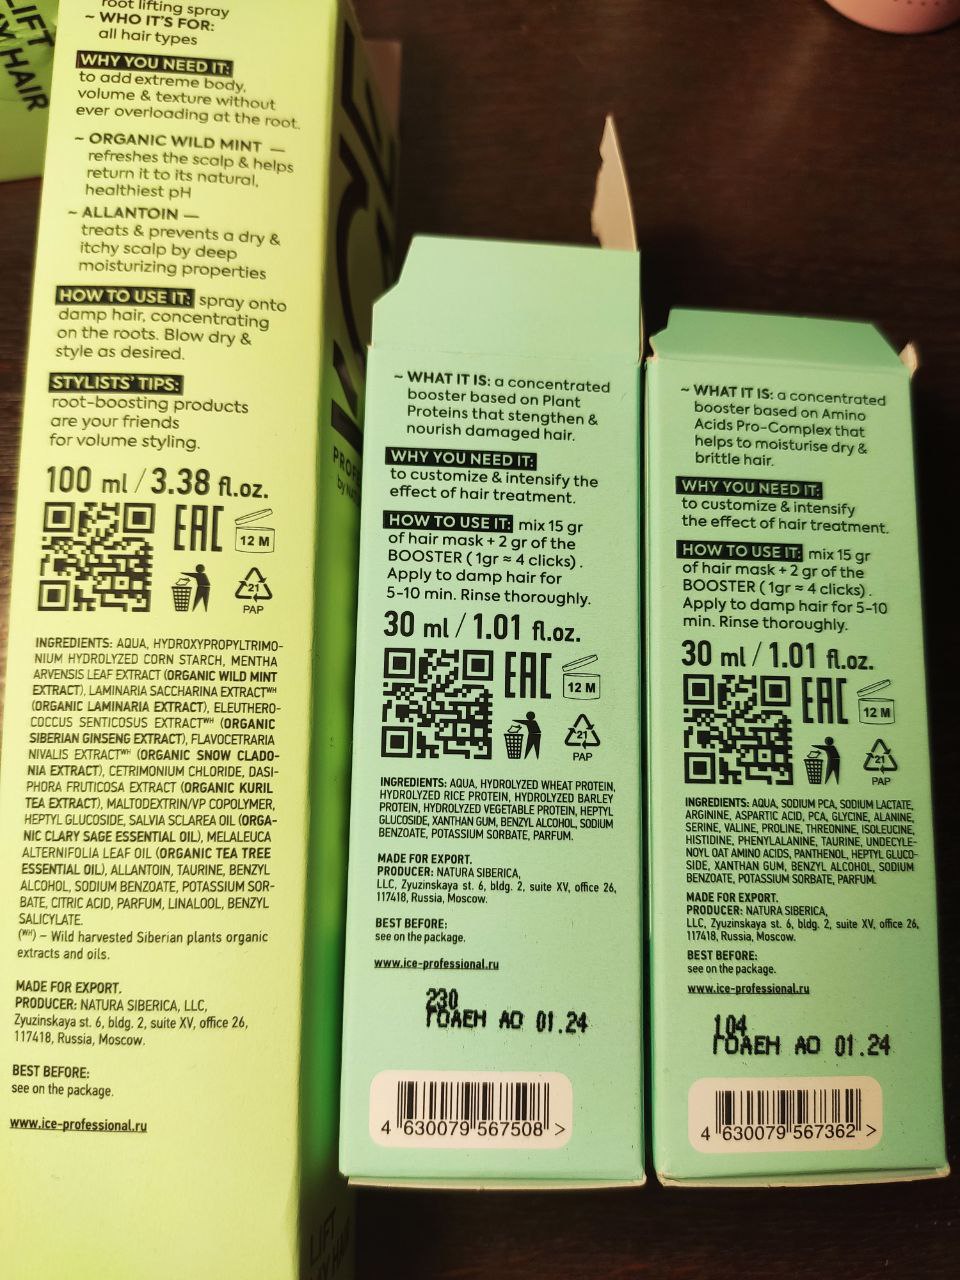 LIFT
MY HAIR
root lifting spray
~ WHO IT'S FOR:
all hair types
WHY YOU NEED IT:
to add extreme body,
volume & texture without
ever overloading at the root.
~ ORGANIC WILD MINT —
refreshes the scalp & helps
return it to its natural,
healthiest pH
~ ALLANTOIN —
treats & prevents a dry &
itchy scalp by deep
moisturizing properties
HOW TO USE IT: spray onto
damp hair, concentrating
on the roots. Blow dry &
style as desired.
STYLISTS' TIPS:
root-boosting products
are your friends
for volume styling.
100 ml / 3.38 fl.oz.
EAC
12 M
21
PAP
INGREDIENTS: AQUA, HYDROXYPROPYLTRIMO-
NIUM HYDROLYZED CORN STARCH, MENTHA
ARVENSIS LEAF EXTRACT (ORGANIC WILD MINT
EXTRACT), LAMINARIA SACCHARINA EXTRACTᵂᴴ
(ORGANIC LAMINARIA EXTRACT), ELEUTHERO-
COCCUS SENTICOSUS EXTRACTᵂᴴ (ORGANIC
SIBERIAN GINSENG EXTRACT), FLAVOCETRARIA
NIVALIS EXTRACTᵂᴴ (ORGANIC SNOW CLADO-
NIA EXTRACT), CETRIMONIUM CHLORIDE, DASI-
PHORA FRUTICOSA EXTRACT (ORGANIC KURIL
TEA EXTRACT), MALTODEXTRIN/VP COPOLYMER,
HEPTYL GLUCOSIDE, SALVIA SCLAREA OIL (ORGA-
NIC CLARY SAGE ESSENTIAL OIL), MELALEUCA
ALTERNIFOLIA LEAF OIL (ORGANIC TEA TREE
ESSENTIAL OIL), ALLANTOIN, TAURINE, BENZYL
ALCOHOL, SODIUM BENZOATE, POTASSIUM SOR-
BATE, CITRIC ACID, PARFUM, LINALOOL, BENZYL
SALICYLATE.
(ᵂᴴ) – Wild harvested Siberian plants organic
extracts and oils.
MADE FOR EXPORT.
PRODUCER: NATURA SIBERICA, LLC,
Zyuzinskaya st. 6, bldg. 2, suite XV, office 26,
117418, Russia, Moscow.
BEST BEFORE:
see on the package.
www.ice-professional.ru
~ WHAT IT IS: a concentrated
booster based on Plant
Proteins that stengthen &
nourish damaged hair.
WHY YOU NEED IT:
to customize & intensify the
effect of hair treatment.
HOW TO USE IT: mix 15 gr
of hair mask + 2 gr of the
BOOSTER ( 1gr ≈ 4 clicks) .
Apply to damp hair for
5-10 min. Rinse thoroughly.
30 ml / 1.01 fl.oz.
EAC
12 M
21
PAP
INGREDIENTS: AQUA, HYDROLYZED WHEAT PROTEIN,
HYDROLYZED RICE PROTEIN, HYDROLYZED BARLEY
PROTEIN, HYDROLYZED VEGETABLE PROTEIN, HEPTYL
GLUCOSIDE, XANTHAN GUM, BENZYL ALCOHOL, SODIUM
BENZOATE, POTASSIUM SORBATE, PARFUM.
MADE FOR EXPORT.
PRODUCER: NATURA SIBERICA,
LLC, Zyuzinskaya st. 6, bldg. 2, suite XV, office 26,
117418, Russia, Moscow.
BEST BEFORE:
see on the package.
www.ice-professional.ru
230
ГОДЕН ДО 01.24
4 630079 567508 >
~ WHAT IT IS: a concentrated
booster based on Amino
Acids Pro-Complex that
helps to moisturise dry &
brittle hair.
WHY YOU NEED IT:
to customize & intensify
the effect of hair treatment.
HOW TO USE IT: mix 15 gr
of hair mask + 2 gr of the
BOOSTER ( 1gr ≈ 4 clicks) .
Apply to damp hair for 5-10
min. Rinse thoroughly.
30 ml / 1.01 fl.oz.
EAC
12 M
21
PAP
INGREDIENTS: AQUA, SODIUM PCA, SODIUM LACTATE,
ARGININE, ASPARTIC ACID, PCA, GLYCINE, ALANINE,
SERINE, VALINE, PROLINE, THREONINE, ISOLEUCINE,
HISTIDINE, PHENYLALANINE, TAURINE, UNDECYLE-
NOYL OAT AMINO ACIDS, PANTHENOL, HEPTYL GLUCO-
SIDE, XANTHAN GUM, BENZYL ALCOHOL, SODIUM
BENZOATE, POTASSIUM SORBATE, PARFUM.
MADE FOR EXPORT.
PRODUCER: NATURA SIBERICA,
LLC, Zyuzinskaya st. 6, bldg. 2, suite XV, office 26,
117418, Russia, Moscow.
BEST BEFORE:
see on the package.
www.ice-professional.ru
104
ГОДЕН ДО 01.24
4 630079 567362 >